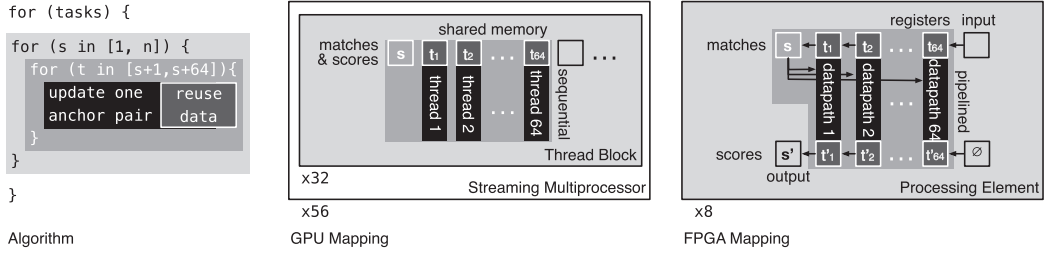 for (tasks) {
for (s in [1, n]) {
for (t in [s+1,s+64]){
update one
anchor pair
reuse
data
}
}
}
Algorithm
shared memory
matches
& scores
s t1 t2 ... t64 ...
thread 1
thread 2
...
thread 64
sequential
Thread Block
x32
Streaming Multiprocessor
x56
GPU Mapping
registers input
matches s t1 t2 ... t64
datapath 1
datapath 2
...
datapath 64
pipelined
scores s' t'1 t'2 ... t'64 ∅
output
Processing Element
x8
FPGA Mapping